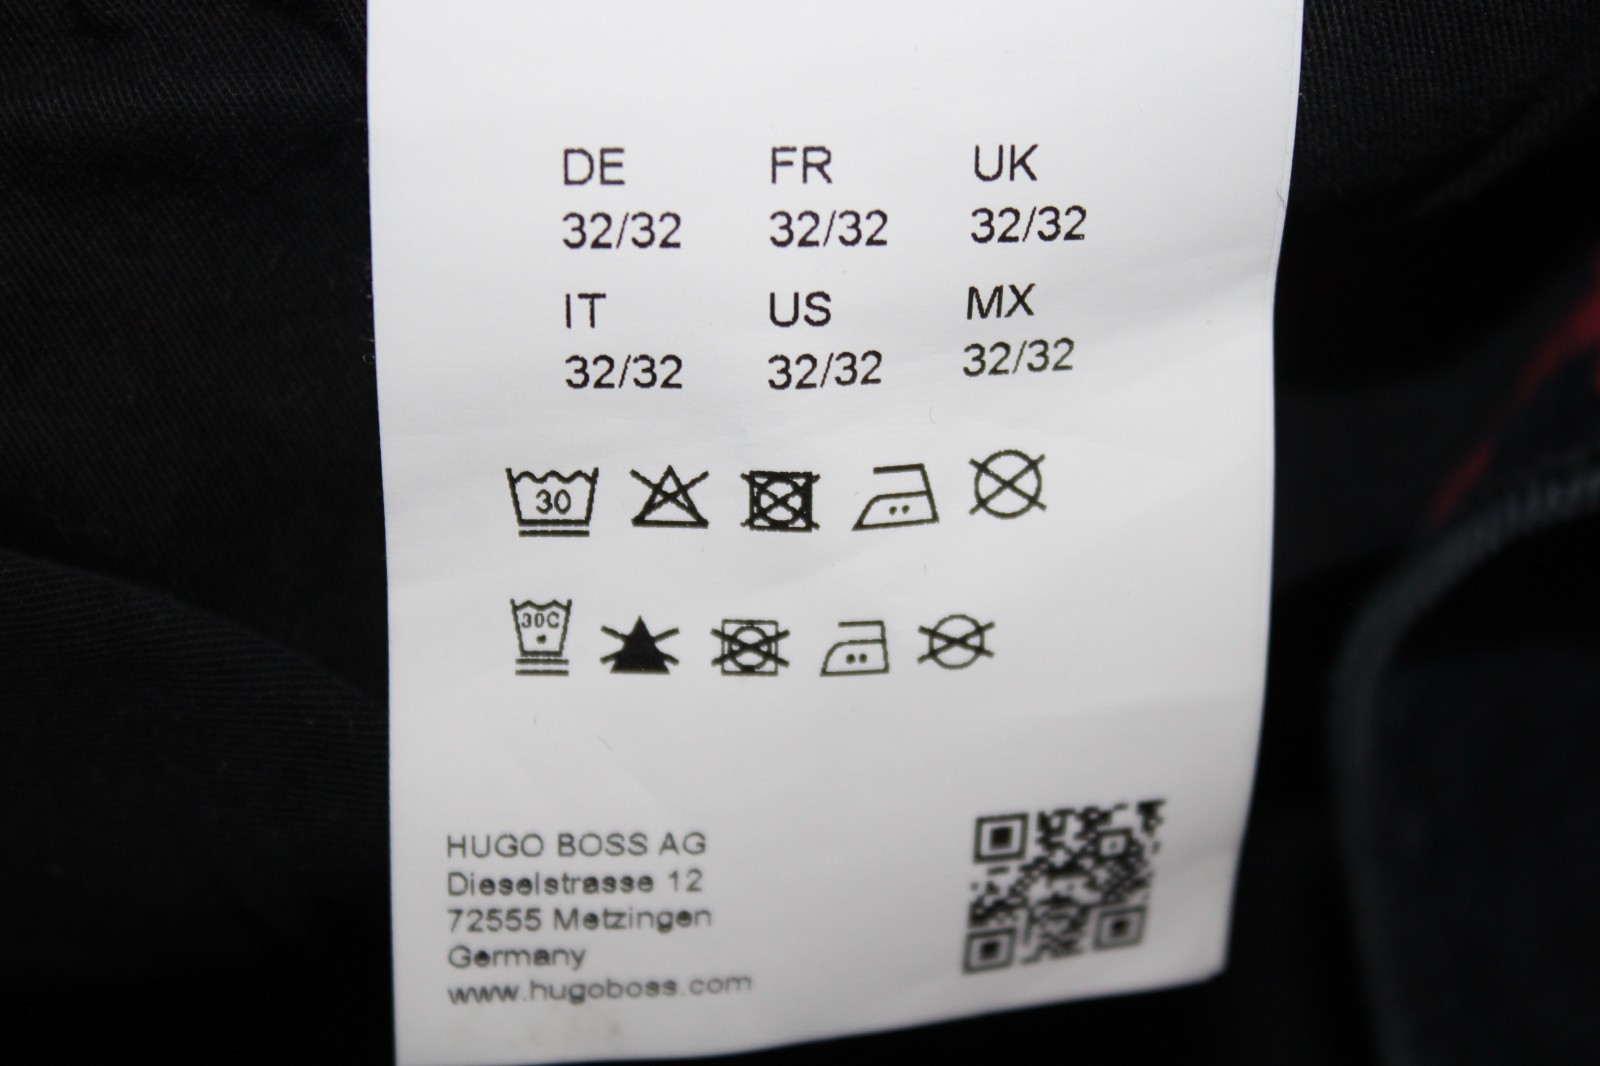 DE FR UK
32/32 32/32 32/32
IT US MX
32/32 32/32 32/32
30
30C
HUGO BOSS AG
Dieselstrasse 12
72555 Metzingen
Germany
www.hugoboss.com